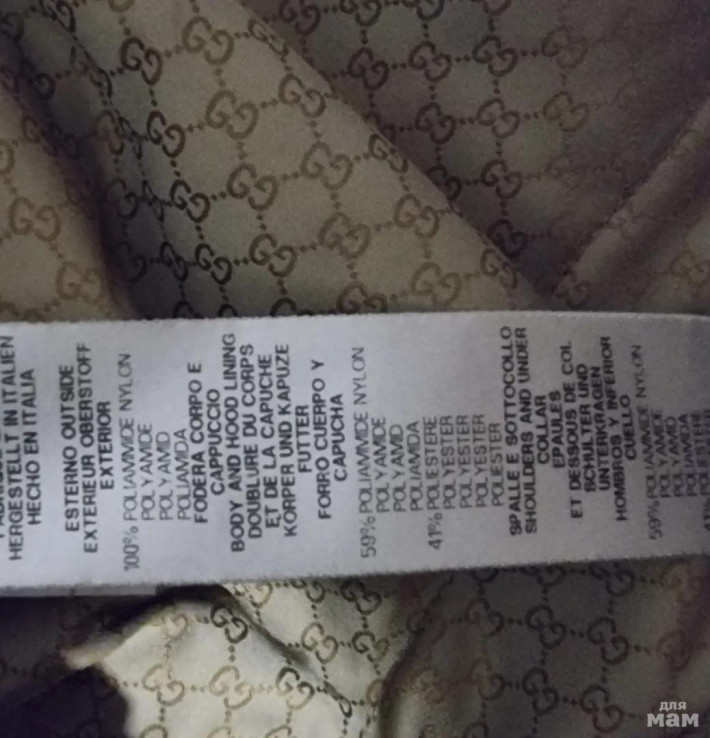 HERGESTELLT IN ITALIEN
HECHO EN ITALIA
ESTERNO OUTSIDE
EXTERIEUR OBERSTOFF
EXTERIOR
100% POLIAMMIDE NYLON
POLYAMIDE
POLYAMID
POLIAMIDA
FODERA CORPO E
CAPPUCCIO
BODY AND HOOD LINING
DOUBLURE DU CORPS
ET DE LA CAPUCHE
KORPER UND KAPUZE
FUTTER
FORRO CUERPO Y
CAPUCHA
59% POLIAMMIDE NYLON
POLYAMIDE
POLYAMID
POLIAMIDA
41% POLIESTERE
POLYESTER
POLYESTER
POLYESTER
POLIESTER
SPALLE E SOTTOCOLLO
SHOULDERS AND UNDER
COLLAR
EPAULES
ET DESSOUS DE COL
SCHULTER UND
UNTERKRAGEN
HOMBROS Y INFERIOR
CUELLO
59% POLIAMMIDE NYLON
POLYAMIDE
POLYAMID
POLIAMIDA
для
мам